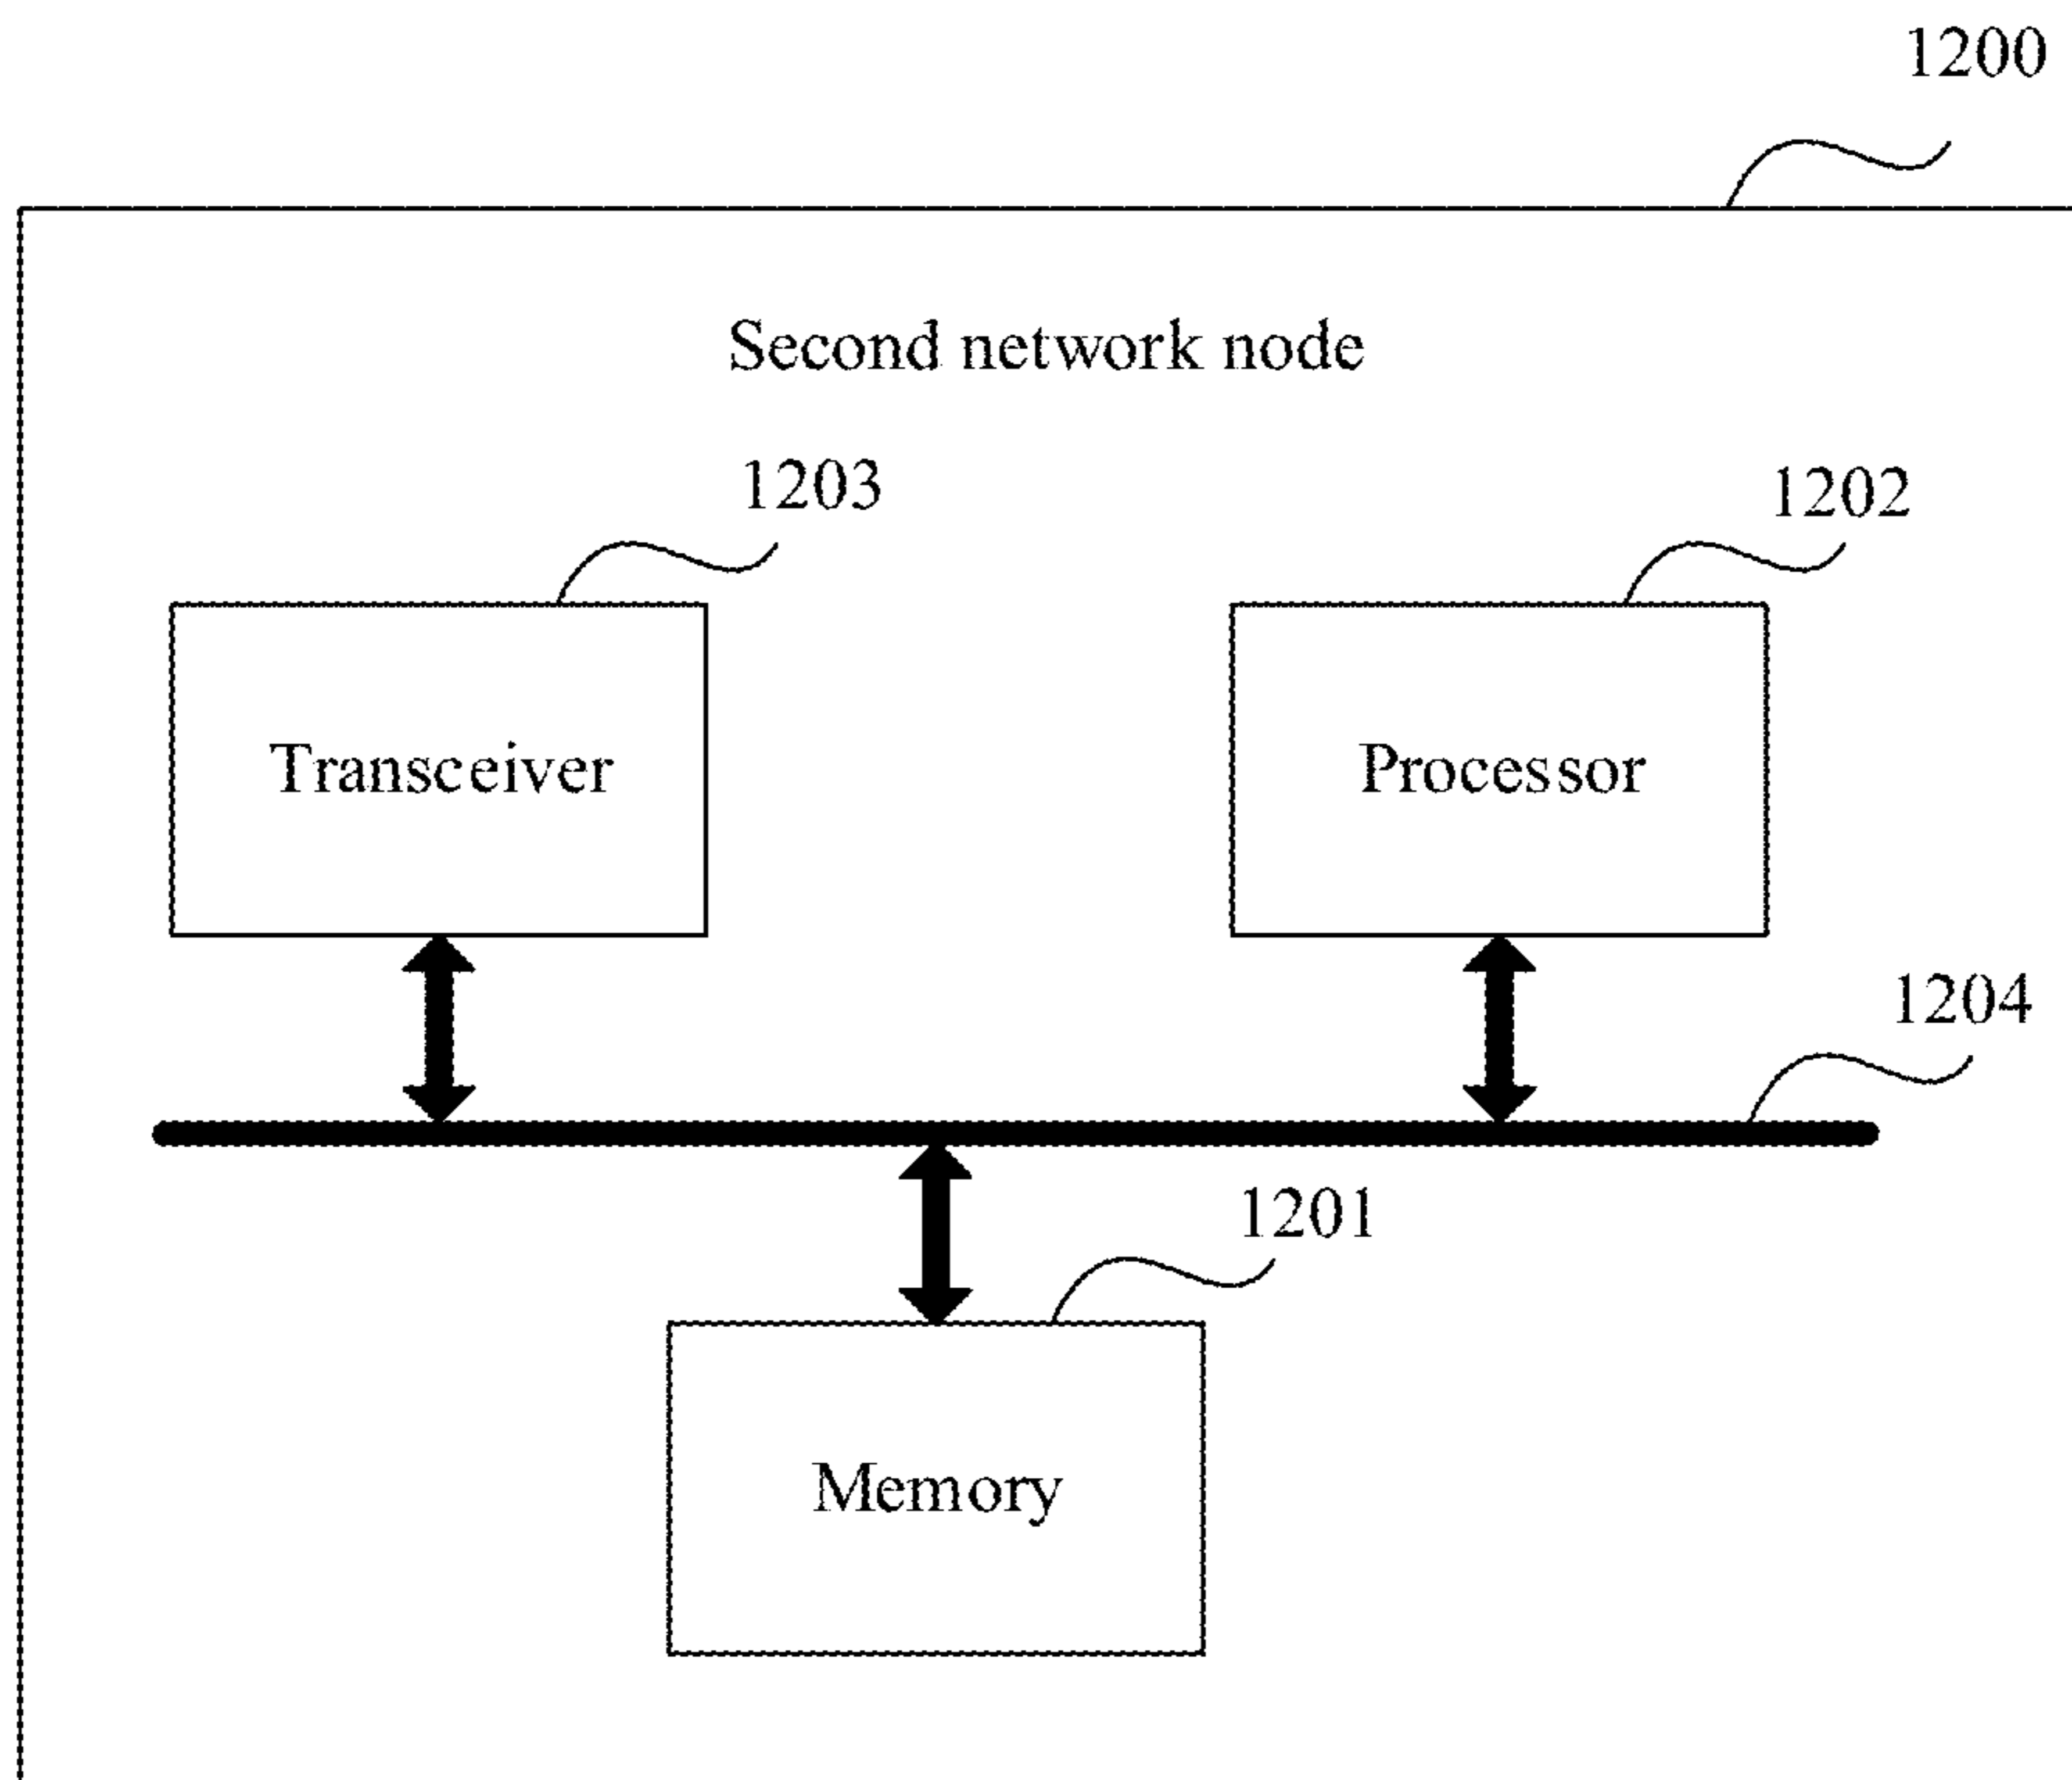 1200
Second network node
1203
1202
Transceiver
Processor
1204
1201
Memory